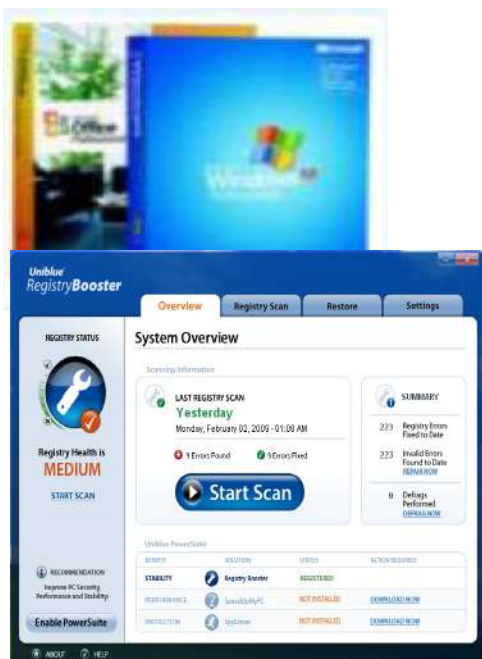 Microsoft
Office
Windows xp
Uniblue
RegistryBooster
Overview
Registry Scan
Restore
Settings
REGISTRY STATUS
Registry Health is
MEDIUM
START SCAN
RECOMMENDATION
Improve PC Security,
Performance and Stability:
Enable PowerSuite
ABOUT
HELP
System Overview
Scanning Information
LAST REGISTRY SCAN
Yesterday
Monday, February 02, 2009 - 01:09 AM
9 Errors Found
9 Errors Fixed
Start Scan
SUMMARY
223 Registry Errors
Fixed to Date
223 Invalid Errors
Found to Date
REPAIR NOW
0 Defrags
Performed
DEFRAG NOW
Uniblue PowerSuite
BENEFIT SOLUTION STATUS ACTION REQUIRED
STABILITY Registry Booster REGISTERED
PERFORMANCE SpeedUpMyPC NOT INSTALLED DOWNLOAD NOW
PROTECTION SpyEraser NOT INSTALLED DOWNLOAD NOW